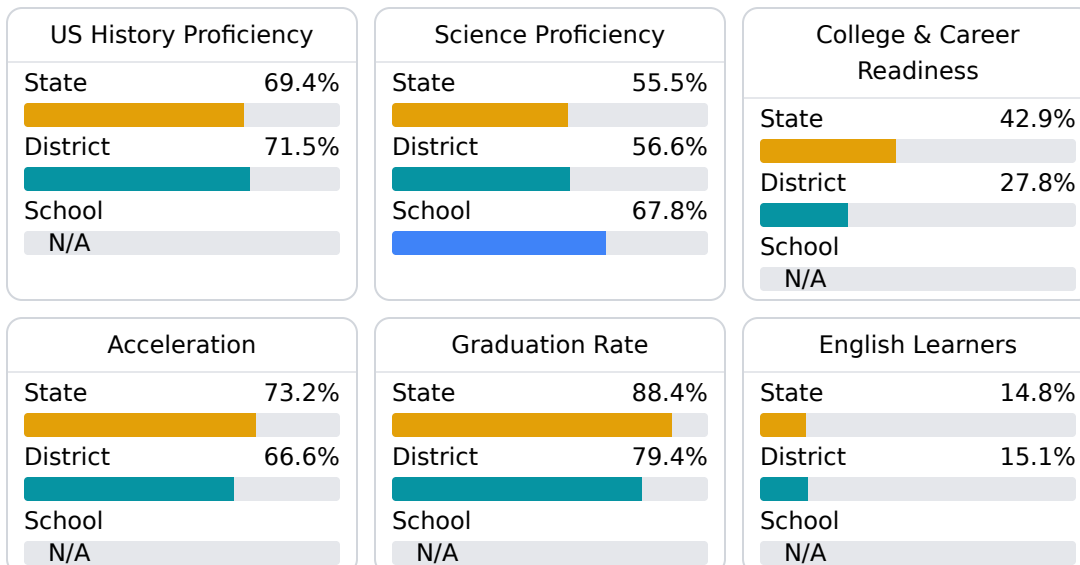 US History Proficiency
State 69.4%
District 71.5%
School
N/A
Science Proficiency
State 55.5%
District 56.6%
School 67.8%
College & Career
Readiness
State 42.9%
District 27.8%
School
N/A
Acceleration
State 73.2%
District 66.6%
School
N/A
Graduation Rate
State 88.4%
District 79.4%
School
N/A
English Learners
State 14.8%
District 15.1%
School
N/A